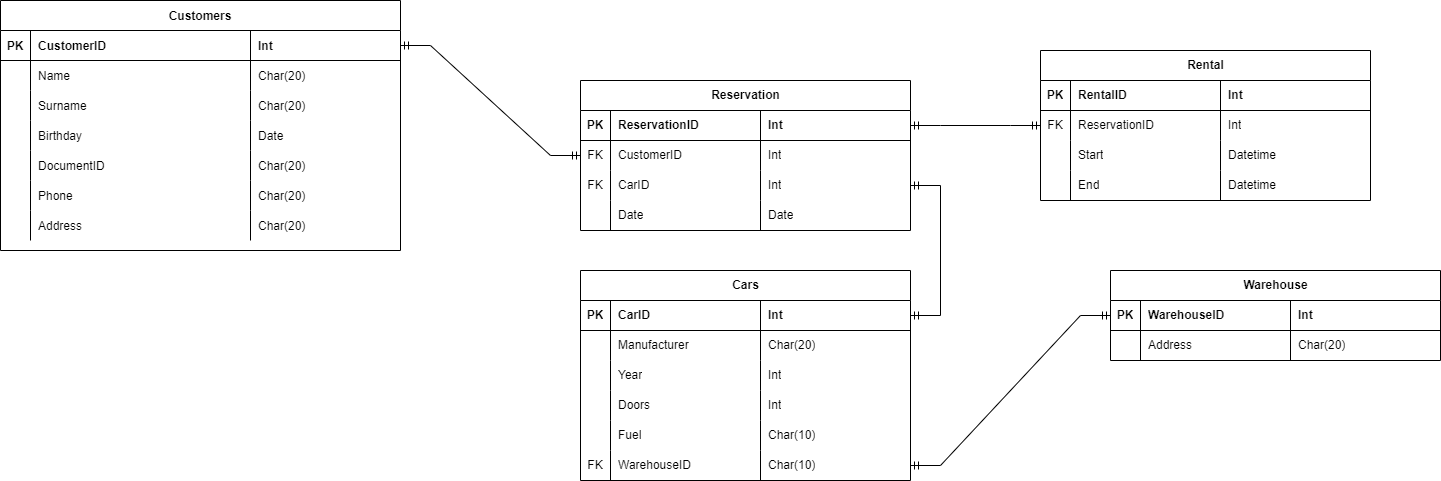 Customers
PK CustomerID Int
Name Char(20)
Surname Char(20)
Birthday Date
DocumentID Char(20)
Phone Char(20)
Address Char(20)
Reservation
PK ReservationID Int
FK CustomerID Int
FK CarID Int
Date Date
Rental
PK RentalID Int
FK ReservationID Int
Start Datetime
End Datetime
Cars
PK CarID Int
Manufacturer Char(20)
Year Int
Doors Int
Fuel Char(10)
FK WarehouseID Char(10)
Warehouse
PK WarehouseID Int
Address Char(20)